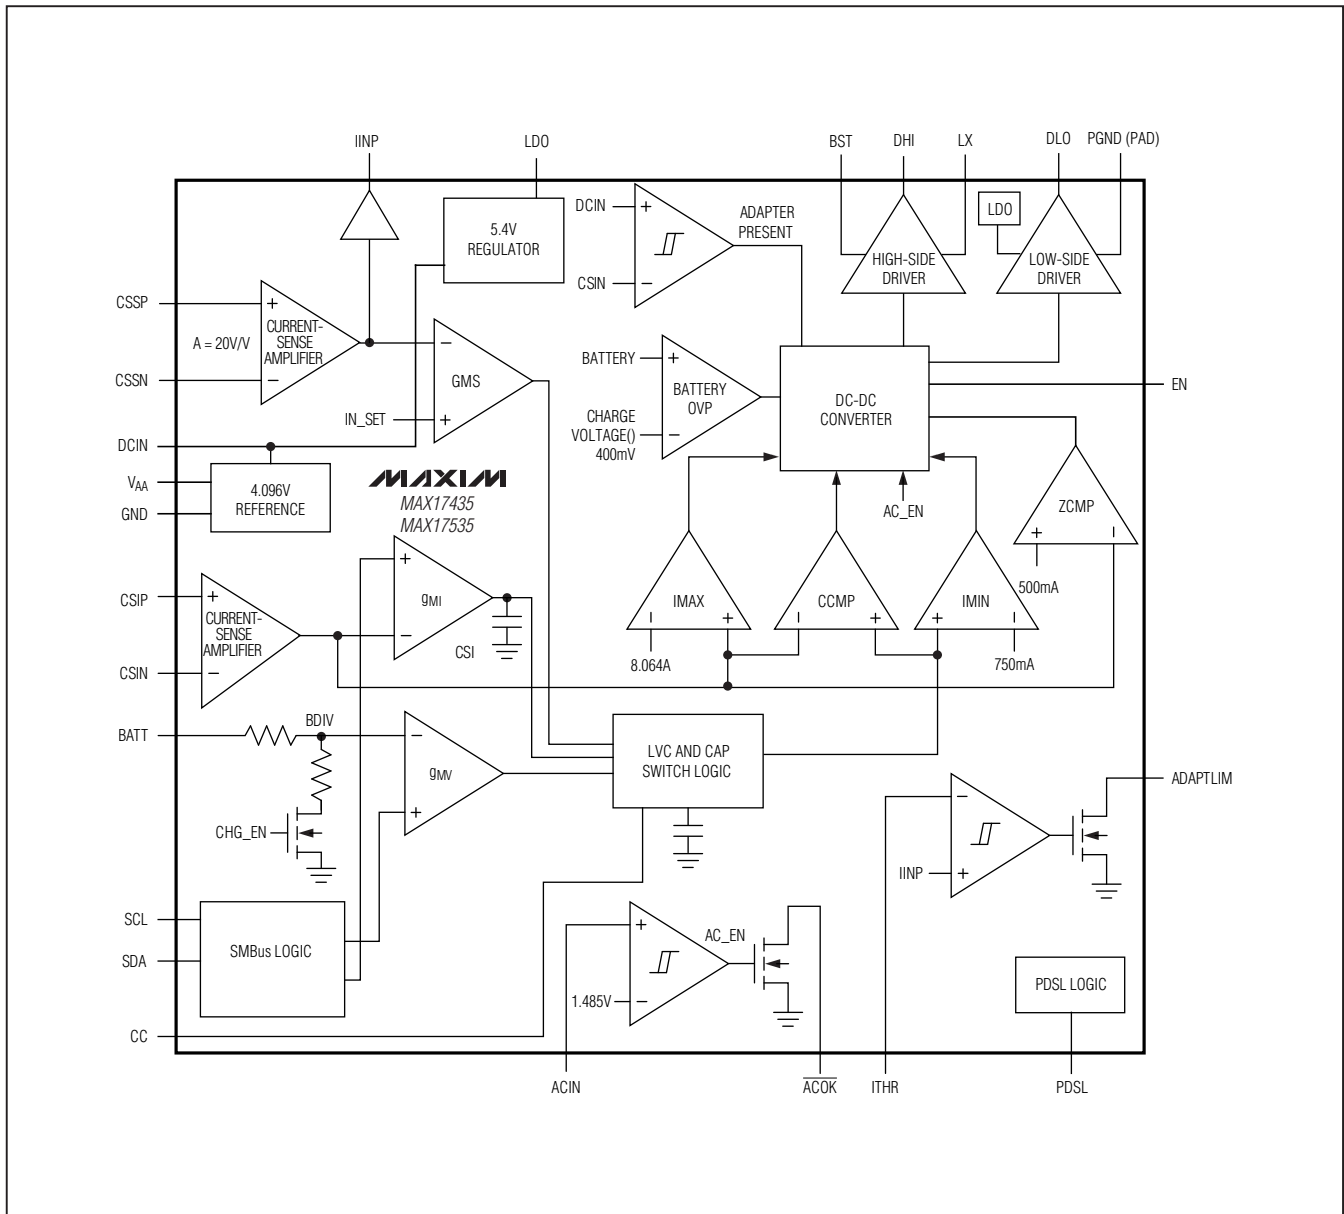 IINP
LDO
BST
DHI
LX
DLO
PGND (PAD)
DCIN
+
CSIN
−
ADAPTER
PRESENT
5.4V
REGULATOR
LDO
HIGH-SIDE
DRIVER
LOW-SIDE
DRIVER
CSSP
+
CURRENT-
SENSE
AMPLIFIER
A = 20V/V
CSSN
−
−
GMS
IN_SET
+
BATTERY
+
BATTERY
OVP
CHARGE
VOLTAGE()
400mV
−
DC-DC
CONVERTER
EN
DCIN
VAA
GND
4.096V
REFERENCE
MAXIM
MAX17435
MAX17535
AC_EN
ZCMP
+
−
500mA
CSIP
+
CURRENT-
SENSE
AMPLIFIER
CSIN
−
+
gMI
−
CSI
IMAX
−
+
8.064A
CCMP
−
+
IMIN
+
−
750mA
BATT
BDIV
−
gMV
+
CHG_EN
LVC AND CAP
SWITCH LOGIC
ADAPTLIM
−
IINP
+
SCL
SDA
SMBus LOGIC
CC
+
AC_EN
1.485V
−
PDSL LOGIC
ACIN
ACOK
ITHR
PDSL